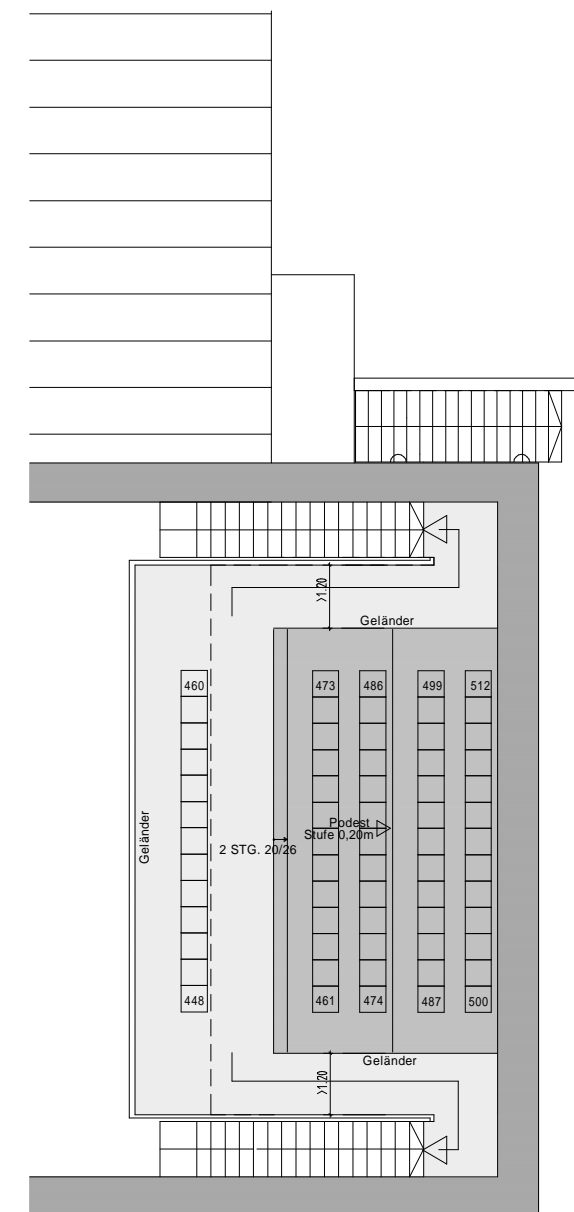 >1.20
Geländer
460
473
486
499
512
Geländer
Podest
Stufe 0,20m
2 STG. 20/26
448
461
474
487
500
Geländer
>1.20